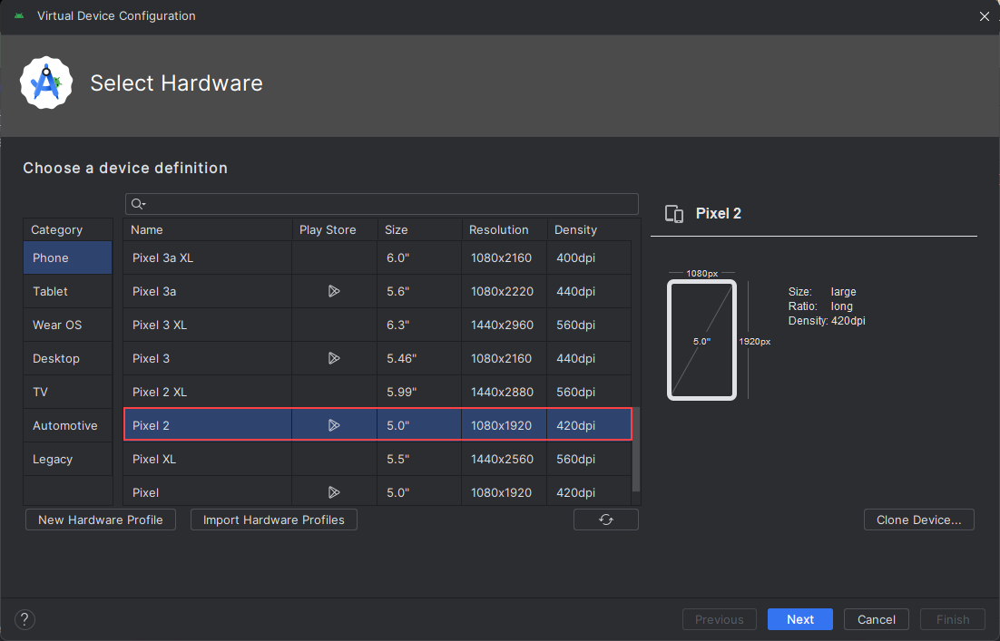 Virtual Device Configuration
Select Hardware
Choose a device definition
Category
Phone
Tablet
Wear OS
Desktop
TV
Automotive
Legacy
Name Play Store Size Resolution Density
Pixel 3a XL 6.0" 1080x2160 400dpi
Pixel 3a 5.6" 1080x2220 440dpi
Pixel 3 XL 6.3" 1440x2960 560dpi
Pixel 3 5.46" 1080x2160 440dpi
Pixel 2 XL 5.99" 1440x2880 560dpi
Pixel 2 5.0" 1080x1920 420dpi
Pixel XL 5.5" 1440x2560 560dpi
Pixel 5.0" 1080x1920 420dpi
Pixel 2
1080px
5.0"
1920px
Size: large
Ratio: long
Density: 420dpi
New Hardware Profile Import Hardware Profiles Clone Device...
? Previous Next Cancel Finish